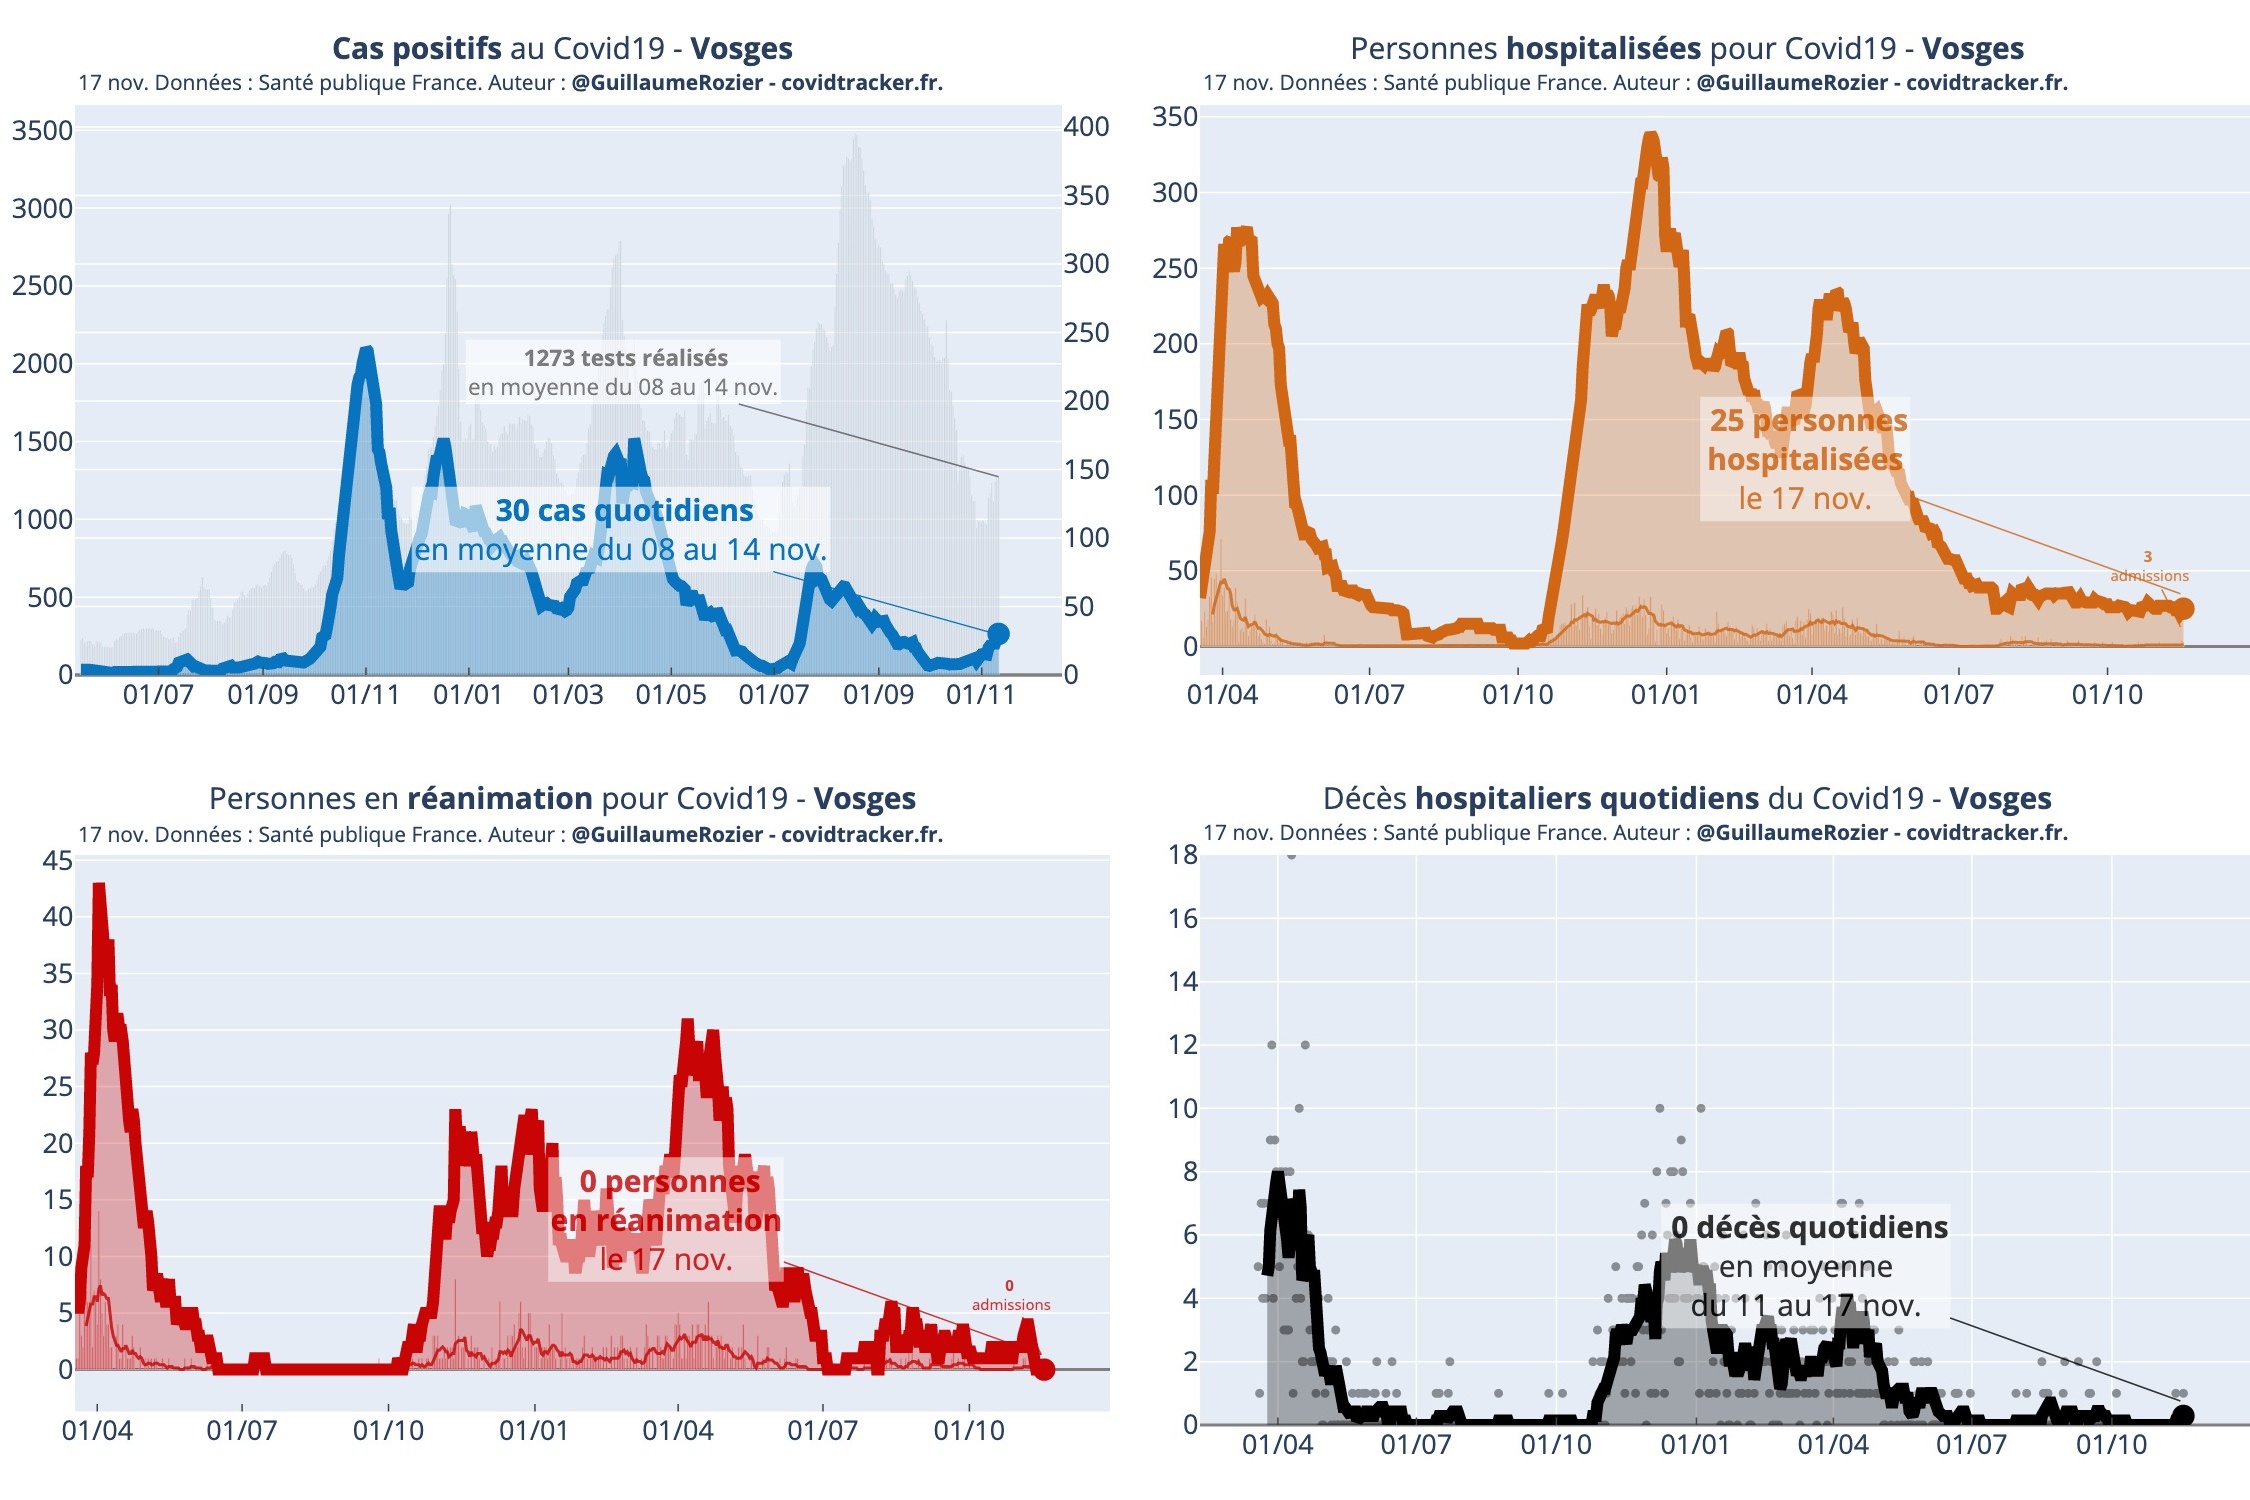 Cas positifs au Covid19 - Vosges
17 nov. Données : Santé publique France. Auteur : @GuillaumeRozier - covidtracker.fr.
3500
3000
2500
2000
1500
1000
500
0
400
350
300
250
200
150
100
50
0
1273 tests réalisés
en moyenne du 08 au 14 nov.
30 cas quotidiens
en moyenne du 08 au 14 nov.
01/07 01/09 01/11 01/01 01/03 01/05 01/07 01/09 01/11
Personnes hospitalisées pour Covid19 - Vosges
17 nov. Données : Santé publique France. Auteur : @GuillaumeRozier - covidtracker.fr.
350
300
250
200
150
100
50
0
25 personnes
hospitalisées
le 17 nov.
3
admissions
01/04 01/07 01/10 01/01 01/04 01/07 01/10
Personnes en réanimation pour Covid19 - Vosges
17 nov. Données : Santé publique France. Auteur : @GuillaumeRozier - covidtracker.fr.
45
40
35
30
25
20
15
10
5
0
0 personnes
en réanimation
le 17 nov.
0
admissions
01/04 01/07 01/10 01/01 01/04 01/07 01/10
Décès hospitaliers quotidiens du Covid19 - Vosges
17 nov. Données : Santé publique France. Auteur : @GuillaumeRozier - covidtracker.fr.
18
16
14
12
10
8
6
4
2
0
0 décès quotidiens
en moyenne
du 11 au 17 nov.
01/04 01/07 01/10 01/01 01/04 01/07 01/10